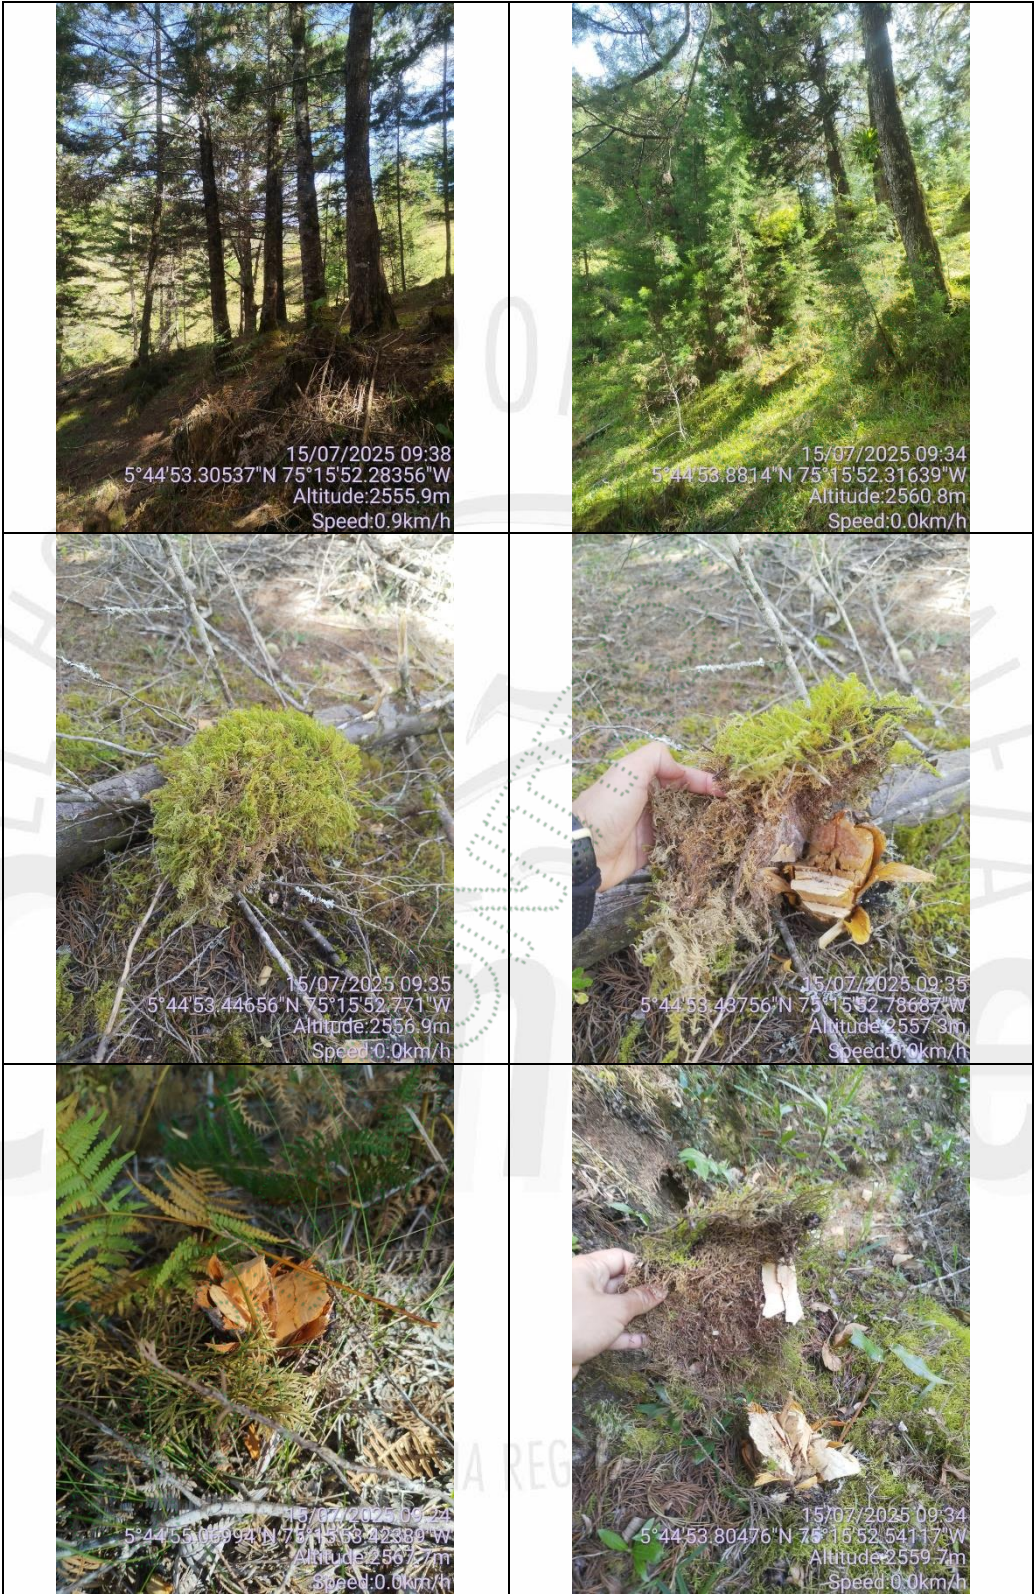 15/07/2025 09:38
5°44'53.30537"N 75°15'52.28356"W
Altitude:2555.9m
Speed:0.9km/h
15/07/2025 09:34
5°44'53.8814"N 75°15'52.31639"W
Altitude:2560.8m
Speed:0.0km/h
15/07/2025 09:35
5°44'53.44656"N 75°15'52.771"W
Altitude:2556.9m
Speed:0.0km/h
15/07/2025 09:35
5°44'53.43756"N 75°15'52.78687"W
Altitude:2557.3m
Speed:0.0km/h
15/07/2025 09:24
Altitude:2567.7m
Speed:0.0km/h
15/07/2025 09:34
5°44'53.80476"N 75°15'52.54117"W
Altitude:2559.7m
Speed:0.0km/h